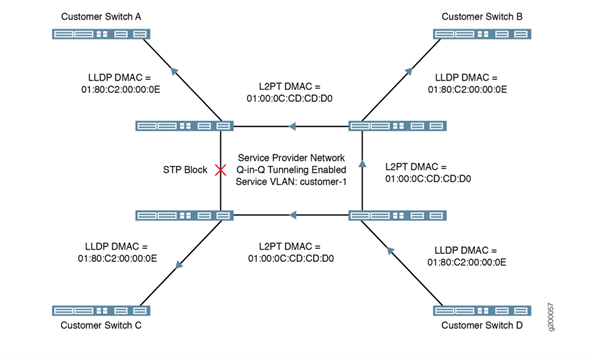 Customer Switch A
Customer Switch B
LLDP DMAC =
01:80:C2:00:00:0E
L2PT DMAC =
01:00:0C:CD:CD:D0
LLDP DMAC =
01:80:C2:00:00:0E
STP Block
Service Provider Network
Q-in-Q Tunneling Enabled
Service VLAN: customer-1
L2PT DMAC =
01:00:0C:CD:CD:D0
LLDP DMAC =
01:80:C2:00:00:0E
L2PT DMAC =
01:00:0C:CD:CD:D0
LLDP DMAC =
01:80:C2:00:00:0E
Customer Switch C
Customer Switch D
g200057